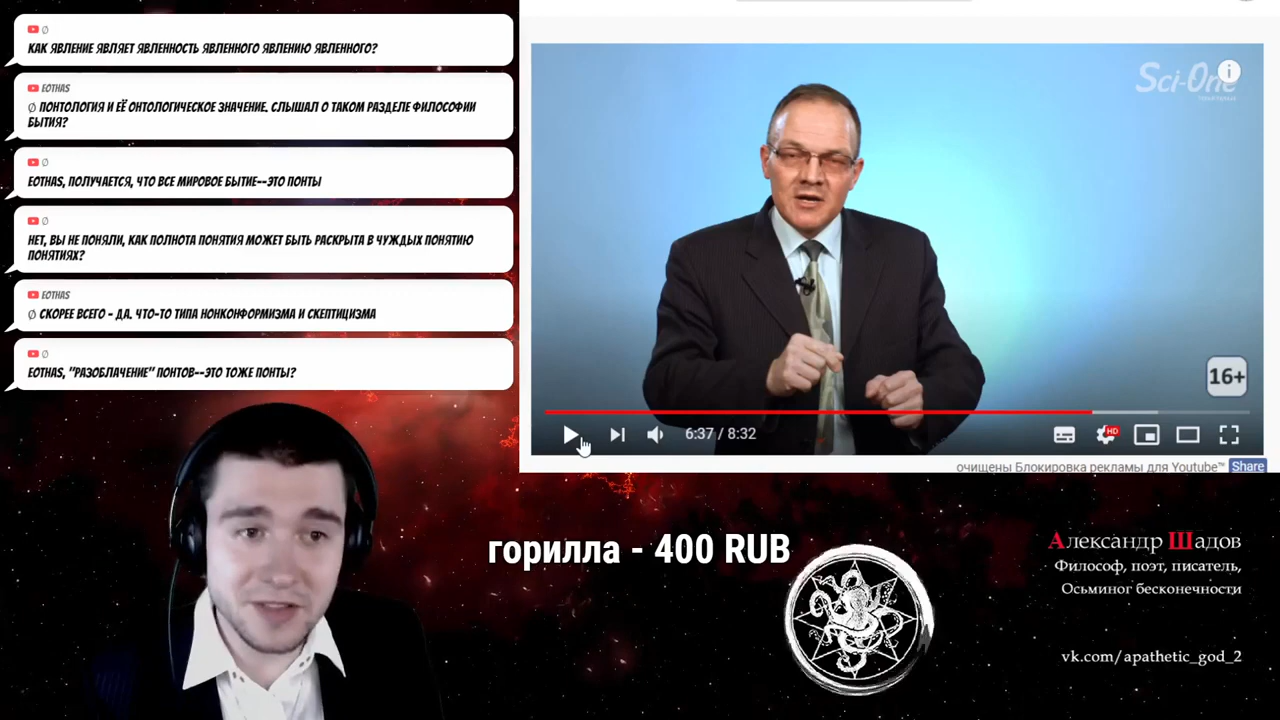 Ø
КАК ЯВЛЕНИЕ ЯВЛЯЕТ ЯВЛЕННОСТЬ ЯВЛЕННОГО ЯВЛЕНИЮ ЯВЛЕННОГО?
EOTHAS
Ø ПОНТОЛОГИЯ И ЕЁ ОНТОЛОГИЧЕСКОЕ ЗНАЧЕНИЕ. СЛЫШАЛ О ТАКОМ РАЗДЕЛЕ ФИЛОСОФИИ
БЫТИЯ?
Ø
EOTHAS, ПОЛУЧАЕТСЯ, ЧТО ВСЕ МИРОВОЕ БЫТИЕ--ЭТО ПОНТЫ
Ø
НЕТ, ВЫ НЕ ПОНЯЛИ, КАК ПОЛНОТА ПОНЯТИЯ МОЖЕТ БЫТЬ РАСКРЫТА В ЧУЖДЫХ ПОНЯТИЮ
ПОНЯТИЯХ?
EOTHAS
Ø СКОРЕЕ ВСЕГО - ДА. ЧТО-ТО ТИПА НОНКОНФОРМИЗМА И СКЕПТИЦИЗМА
Ø
EOTHAS, "РАЗОБЛАЧЕНИЕ" ПОНТОВ--ЭТО ТОЖЕ ПОНТЫ?
Sci-One
16+
6:37 / 8:32
HD
очищены Блокировка рекламы для Youtube™ Share
горилла - 400 RUB
Александр Шадов
Философ, поэт, писатель,
Осьминог бесконечности
vk.com/apathetic_god_2